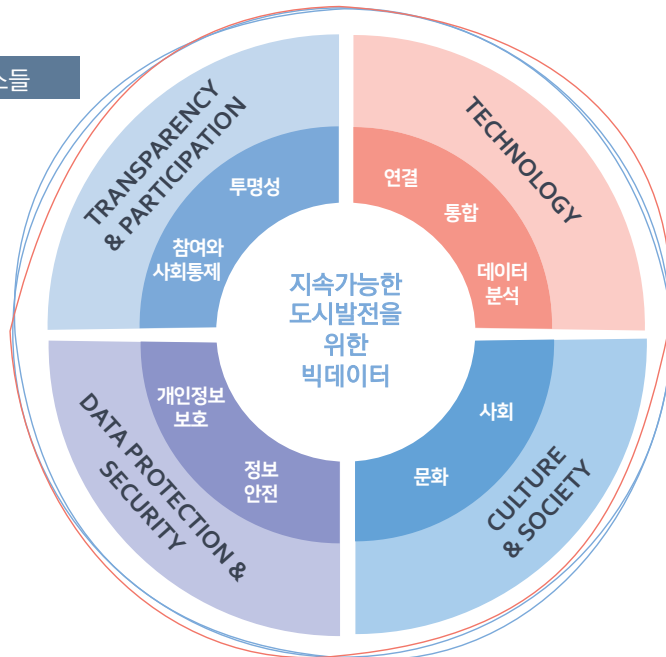 스들
TRANSPARENCY
& PARTICIPATION
투명성
참여와
사회통제
TECHNOLOGY
연결
통합
데이터
분석
지속가능한
도시발전을
위한
빅데이터
DATA PROTECTION &
SECURITY
개인정보
보호
정보
안전
사회
문화
CULTURE
& SOCIETY